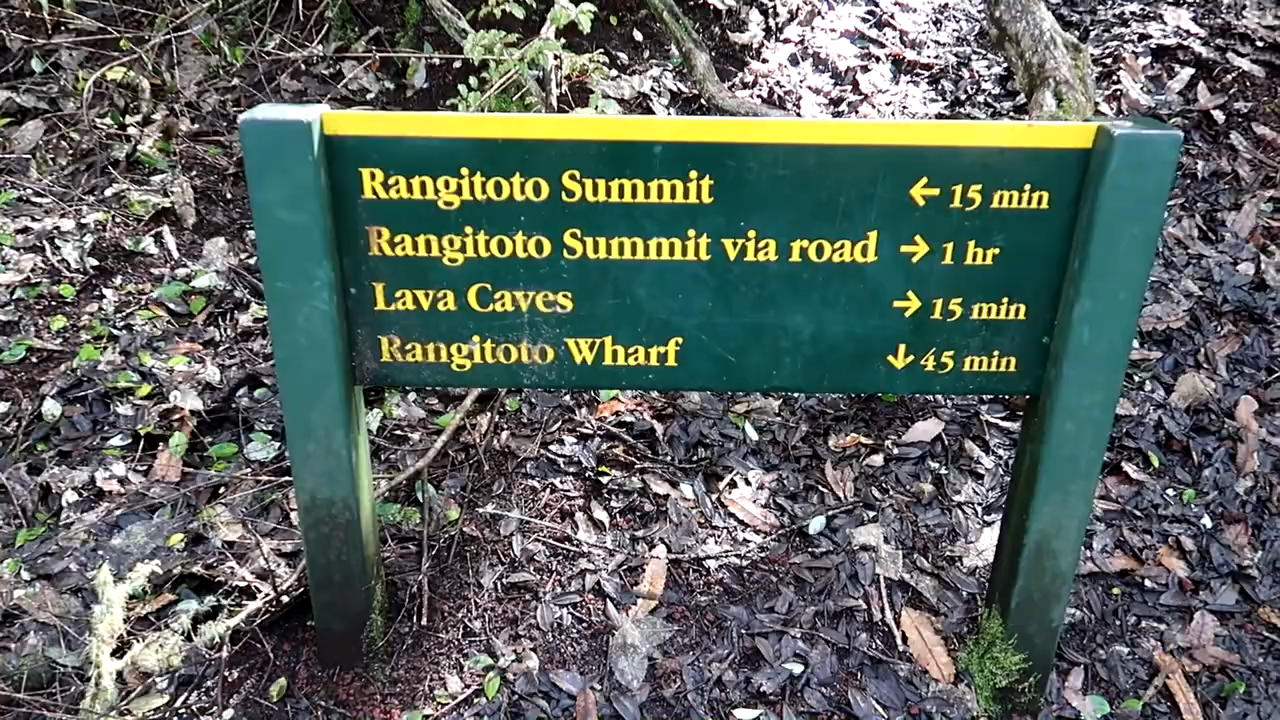 Rangitoto Summit ← 15 min
Rangitoto Summit via road → 1 hr
Lava Caves → 15 min
Rangitoto Wharf ↓ 45 min